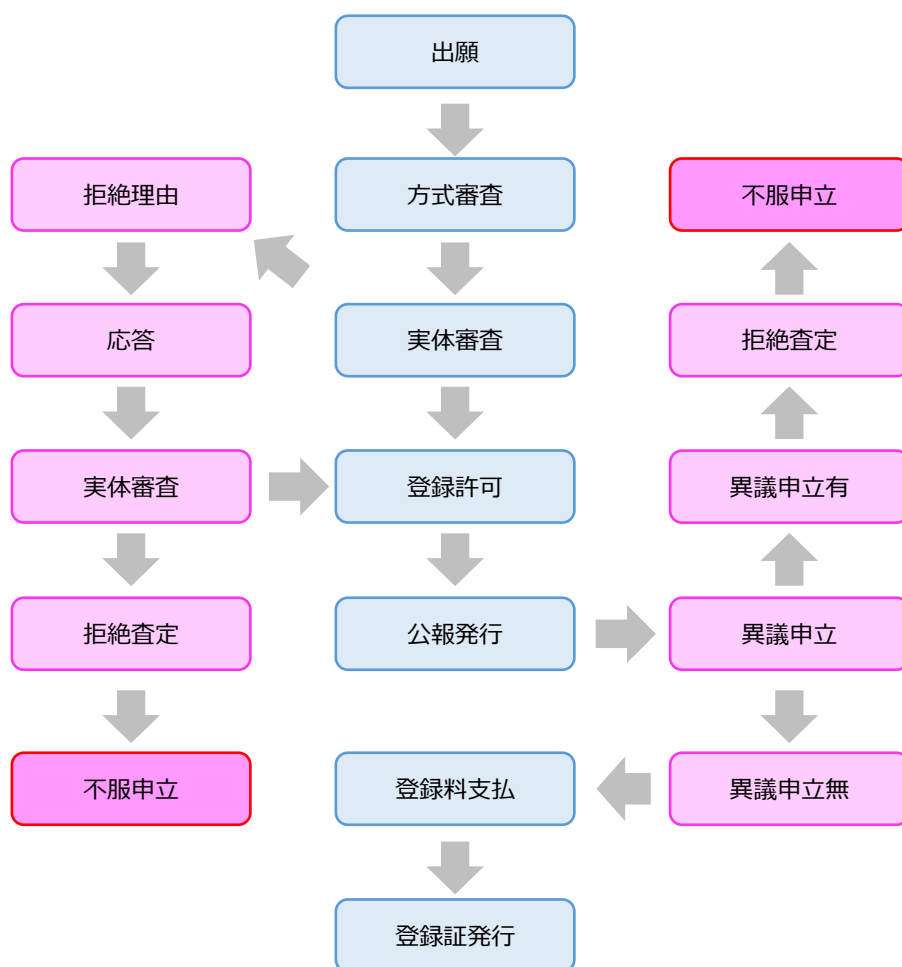 出願
拒絶理由
方式審査
不服申立
応答
実体審査
拒絶査定
実体審査
登録許可
異議申立有
拒絶査定
公報発行
異議申立
不服申立
登録料支払
異議申立無
登録証発行